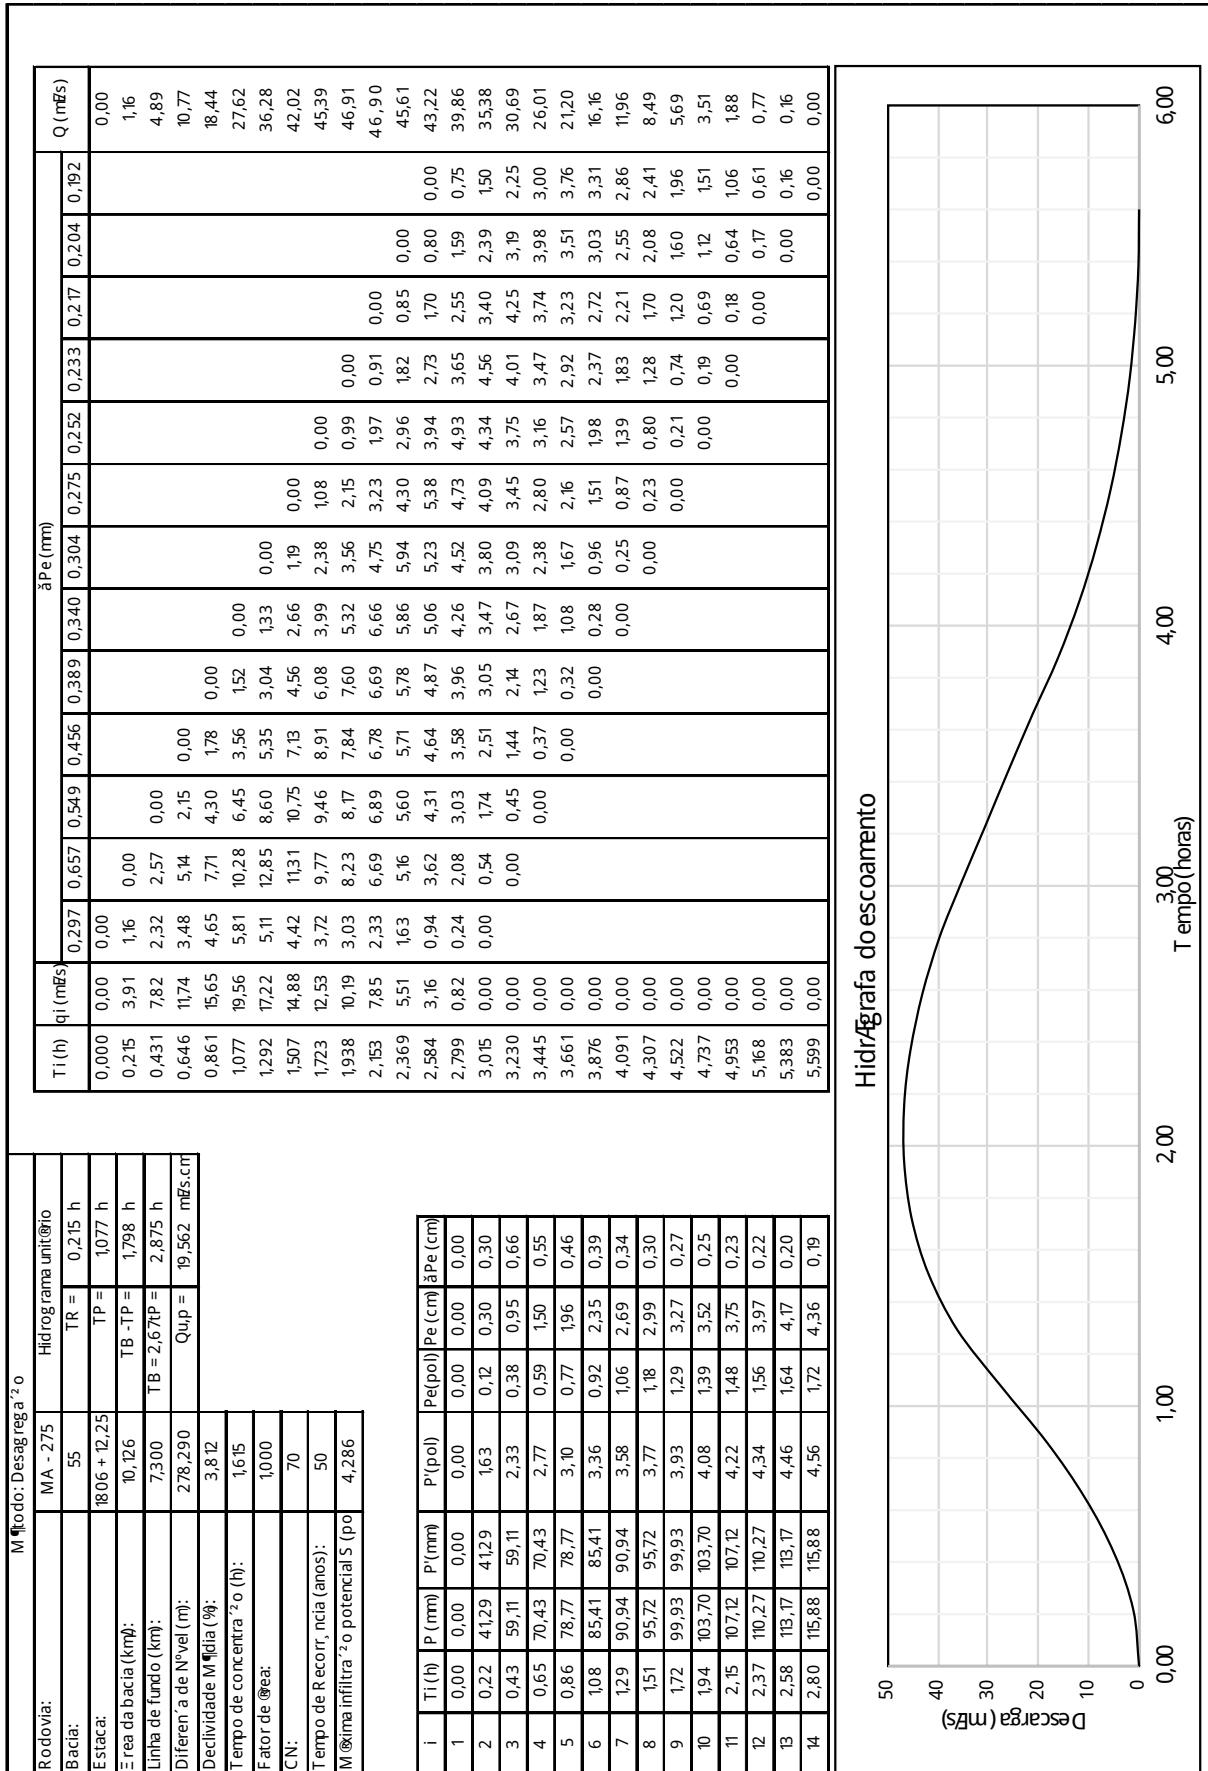 M¶todo: Desagrega´²o
Rodovia: MA - 275 Hidrograma unit®rio
Bacia: 55 TR = 0,215 h
Estaca: 1806 + 12,25 TP = 1,077 h
Ξrea da bacia (km²): 10,126 TB -TP = 1,798 h
Linha de fundo (km): 7,300 TB = 2,67tP = 2,875 h
Diferen´a de Nºvel (m): 278,290 Qu,p = 19,562 m³/s.cm
Declividade M¶dia (%): 3,812
Tempo de concentra´²o (h): 1,615
Fator de ®rea: 1,000
CN: 70
Tempo de Recorr‚ncia (anos): 50
M®xima infiltra´²o potencial S (po 4,286
i Ti (h) P (mm) P'(mm) P'(pol) Pe(pol) Pe (cm) ãPe (cm)
1 0,00 0,00 0,00 0,00 0,00 0,00 0,00
2 0,22 41,29 41,29 1,63 0,12 0,30 0,30
3 0,43 59,11 59,11 2,33 0,38 0,95 0,66
4 0,65 70,43 70,43 2,77 0,59 1,50 0,55
5 0,86 78,77 78,77 3,10 0,77 1,96 0,46
6 1,08 85,41 85,41 3,36 0,92 2,35 0,39
7 1,29 90,94 90,94 3,58 1,06 2,69 0,34
8 1,51 95,72 95,72 3,77 1,18 2,99 0,30
9 1,72 99,93 99,93 3,93 1,29 3,27 0,27
10 1,94 103,70 103,70 4,08 1,39 3,52 0,25
11 2,15 107,12 107,12 4,22 1,48 3,75 0,23
12 2,37 110,27 110,27 4,34 1,56 3,97 0,22
13 2,58 113,17 113,17 4,46 1,64 4,17 0,20
14 2,80 115,88 115,88 4,56 1,72 4,36 0,19
Ti (h) qi (m³/s) ãPe (mm) Q (m³/s)
0,297 0,657 0,549 0,456 0,389 0,340 0,304 0,275 0,252 0,233 0,217 0,204 0,192
0,000 0,00 0,00 0,00
0,215 3,91 1,16 0,00 1,16
0,431 7,82 2,32 2,57 0,00 4,89
0,646 11,74 3,48 5,14 2,15 0,00 10,77
0,861 15,65 4,65 7,71 4,30 1,78 0,00 18,44
1,077 19,56 5,81 10,28 6,45 3,56 1,52 0,00 27,62
1,292 17,22 5,11 12,85 8,60 5,35 3,04 1,33 0,00 36,28
1,507 14,88 4,42 11,31 10,75 7,13 4,56 2,66 1,19 0,00 42,02
1,723 12,53 3,72 9,77 9,46 8,91 6,08 3,99 2,38 1,08 0,00 45,39
1,938 10,19 3,03 8,23 8,17 7,84 7,60 5,32 3,56 2,15 0,99 0,00 46,91
2,153 7,85 2,33 6,69 6,89 6,78 6,69 6,66 4,75 3,23 1,97 0,91 0,00 46,90
2,369 5,51 1,63 5,16 5,60 5,71 5,78 5,86 5,94 4,30 2,96 1,82 0,85 0,00 45,61
2,584 3,16 0,94 3,62 4,31 4,64 4,87 5,06 5,23 5,38 3,94 2,73 1,70 0,80 0,00 43,22
2,799 0,82 0,24 2,08 3,03 3,58 3,96 4,26 4,52 4,73 4,93 3,65 2,55 1,59 0,75 39,86
3,015 0,00 0,00 0,54 1,74 2,51 3,05 3,47 3,80 4,09 4,34 4,56 3,40 2,39 1,50 35,38
3,230 0,00 0,00 0,45 1,44 2,14 2,67 3,09 3,45 3,75 4,01 4,25 3,19 2,25 30,69
3,445 0,00 0,00 0,37 1,23 1,87 2,38 2,80 3,16 3,47 3,74 3,98 3,00 26,01
3,661 0,00 0,00 0,32 1,08 1,67 2,16 2,57 2,92 3,23 3,51 3,76 21,20
3,876 0,00 0,00 0,28 0,96 1,51 1,98 2,37 2,72 3,03 3,31 16,16
4,091 0,00 0,00 0,25 0,87 1,39 1,83 2,21 2,55 2,86 11,96
4,307 0,00 0,00 0,23 0,80 1,28 1,70 2,08 2,41 8,49
4,522 0,00 0,00 0,21 0,74 1,20 1,60 1,96 5,69
4,737 0,00 0,00 0,19 0,69 1,12 1,51 3,51
4,953 0,00 0,00 0,18 0,64 1,06 1,88
5,168 0,00 0,00 0,17 0,61 0,77
5,383 0,00 0,00 0,16 0,16
5,599 0,00 0,00 0,00
HidrÆgrafa do escoamento
50
40
30
20
10
0
Descarga (m³/s)
0,00 1,00 2,00 3,00 4,00 5,00 6,00
Tempo (horas)